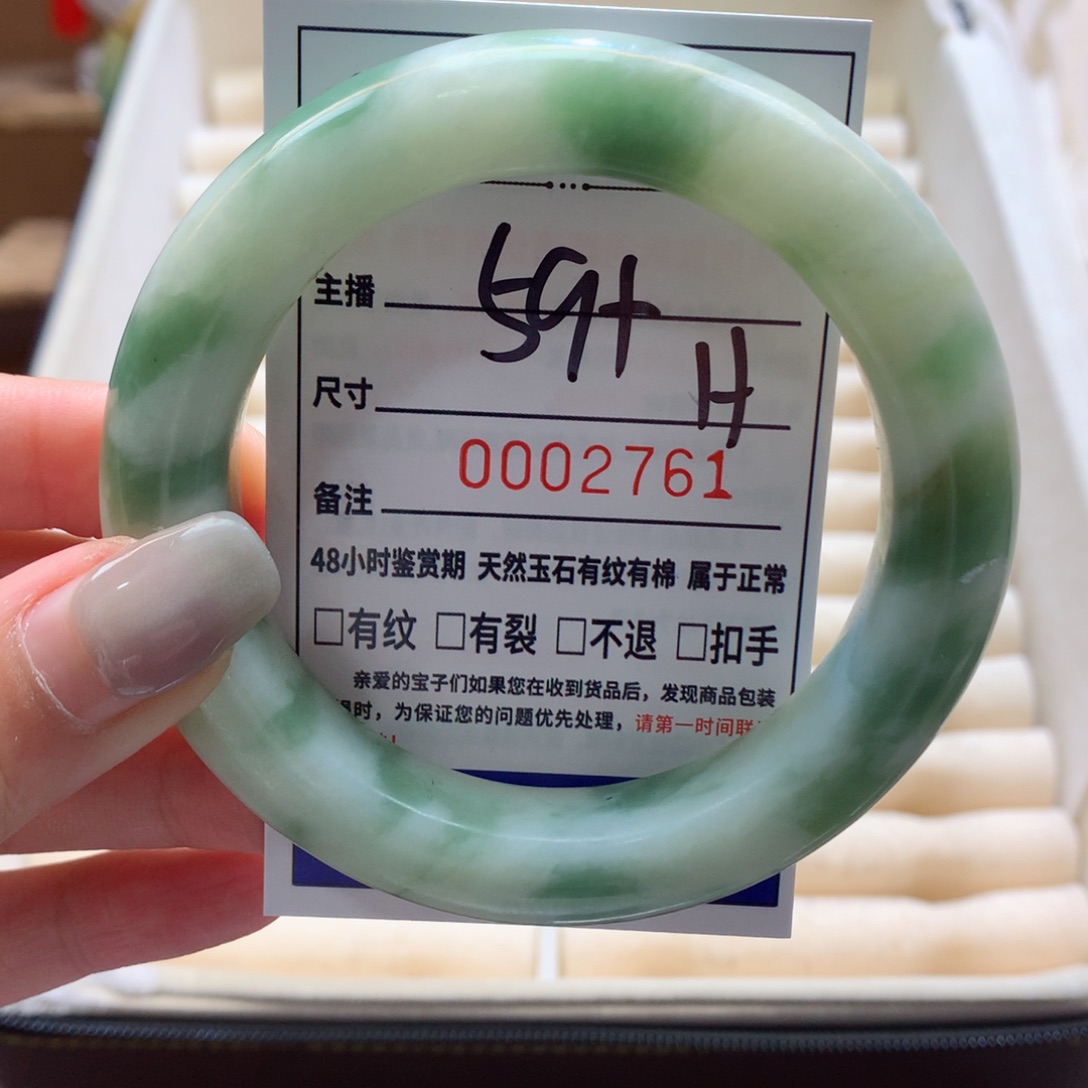 主播 59+
尺寸 H
0002761
备注
48小时鉴赏期 天然玉石有纹有棉 属于正常
□有纹 □有裂 □不退 □扣手
亲爱的宝子们如果您在收到货品后，发现商品包装
时，为保证您的问题优先处理，请第一时间联